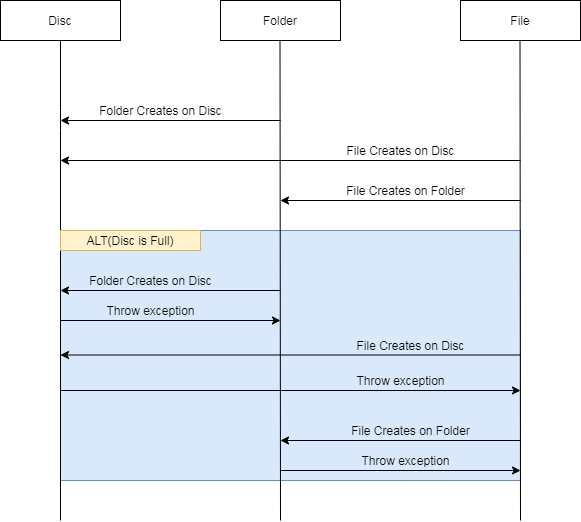 Disc
Folder
File
Folder Creates on Disc
File Creates on Disc
File Creates on Folder
ALT(Disc is Full)
Folder Creates on Disc
Throw exception
File Creates on Disc
Throw exception
File Creates on Folder
Throw exception